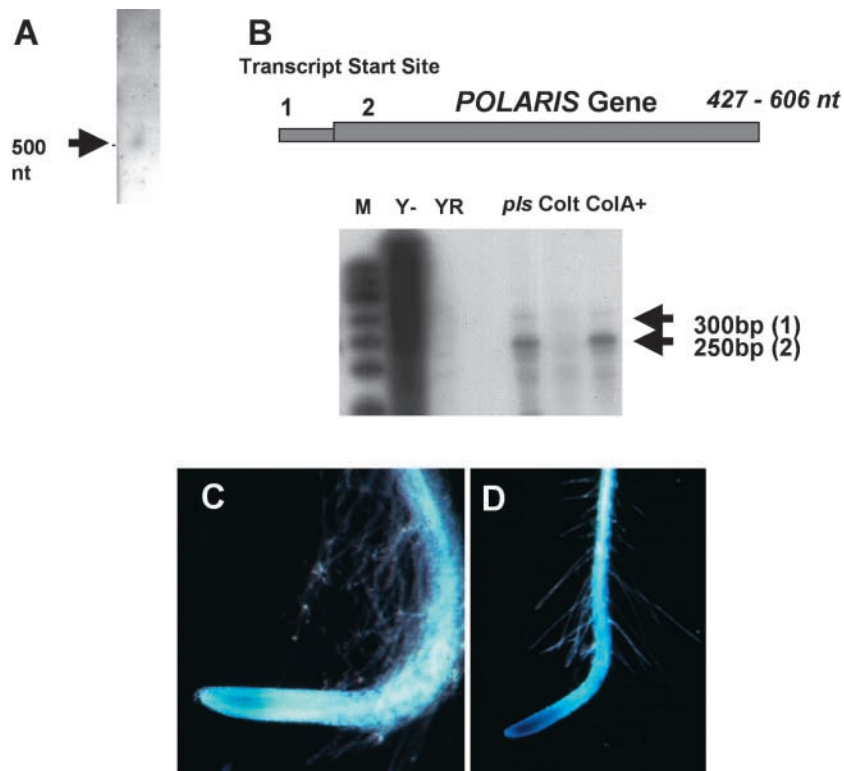 A
500
nt
B
Transcript Start Site
1 2 POLARIS Gene 427 - 606 nt
M Y- YR pls Colt ColA+
300bp (1)
250bp (2)
C
D